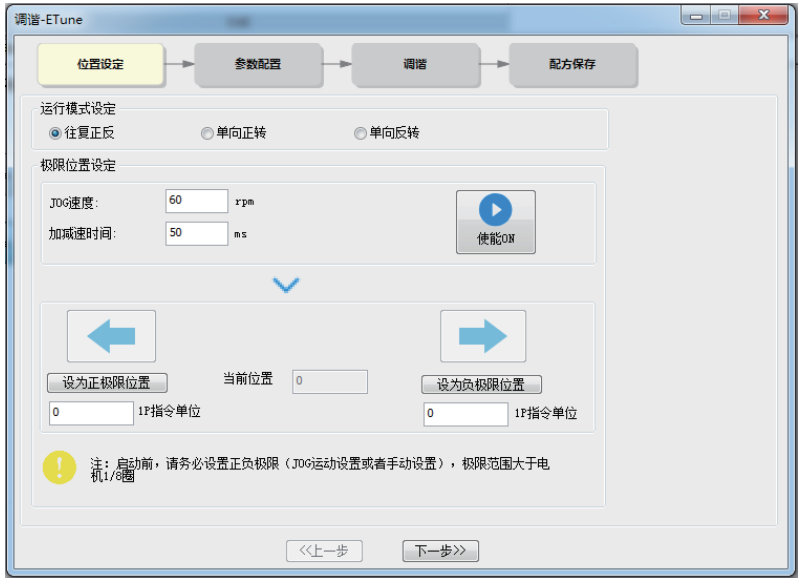 调谐-ETune
位置设定
参数配置
调谐
配方保存
运行模式设定
往复正反
单向正转
单向反转
极限位置设定
JOG速度:
60
rpm
加减速时间:
50
ms
使能ON
设为正极限位置
当前位置
0
设为负极限位置
0
1P指令单位
0
1P指令单位
注: 启动前, 请务必设置正负极限 (JOG运动设置或者手动设置), 极限范围大于电
机1/8圈
<<上一步
下一步>>